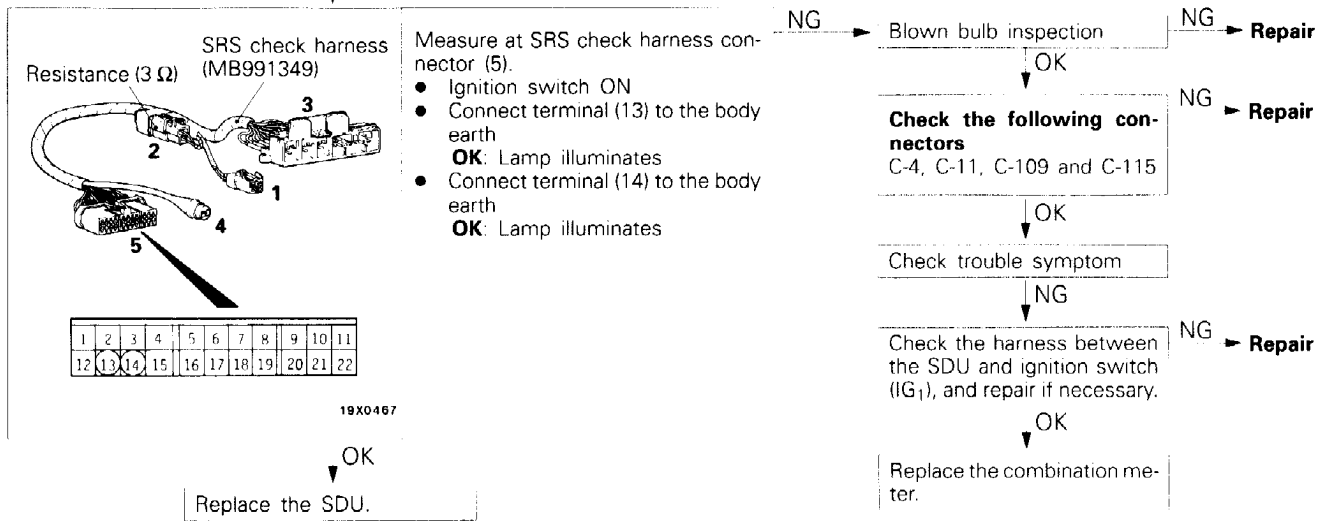 SRS check harness
(MB991349)
Resistance (3 Ω)
3
2
1
4
5
1 2 3 4 5 6 7 8 9 10 11
12 13 14 15 16 17 18 19 20 21 22
19X0467
Measure at SRS check harness con-
nector (5).
● Ignition switch ON
● Connect terminal (13) to the body
earth
OK: Lamp illuminates
● Connect terminal (14) to the body
earth
OK: Lamp illuminates
OK
Replace the SDU.
NG
Blown bulb inspection
NG
Repair
OK
Check the following con-
nectors
C-4, C-11, C-109 and C-115
NG
Repair
OK
Check trouble symptom
NG
Check the harness between
the SDU and ignition switch
(IG1), and repair if necessary.
NG
Repair
OK
Replace the combination me-
ter.